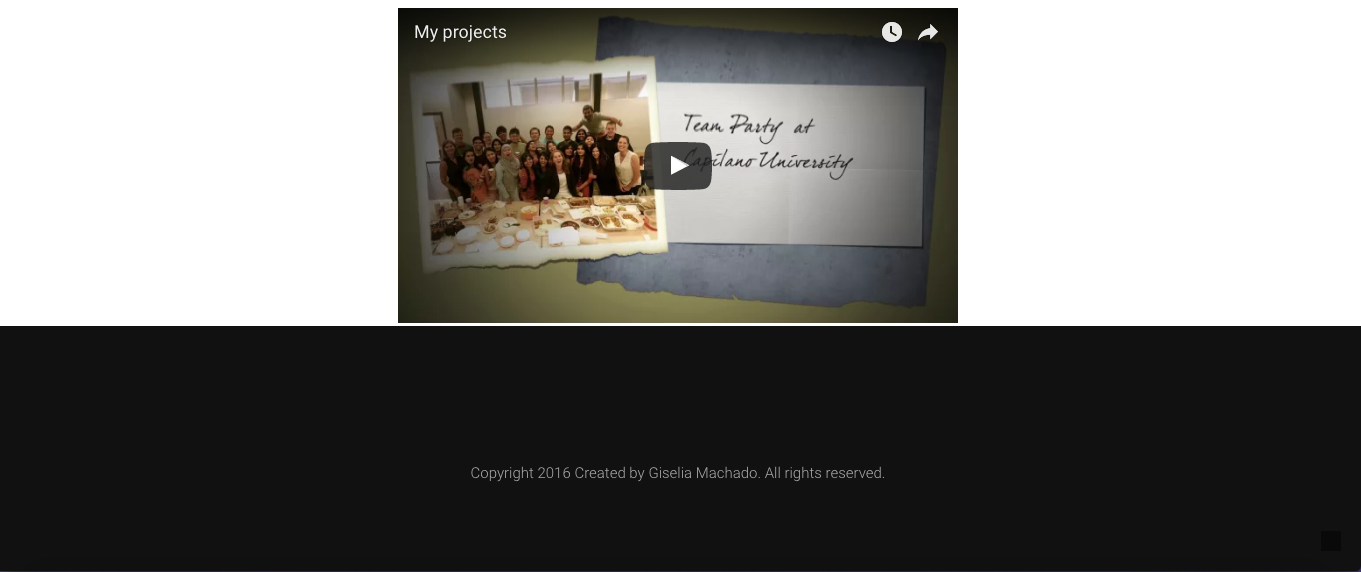 My projects
Team Party at
Capilano University
Copyright 2016 Created by Giselia Machado. All rights reserved.